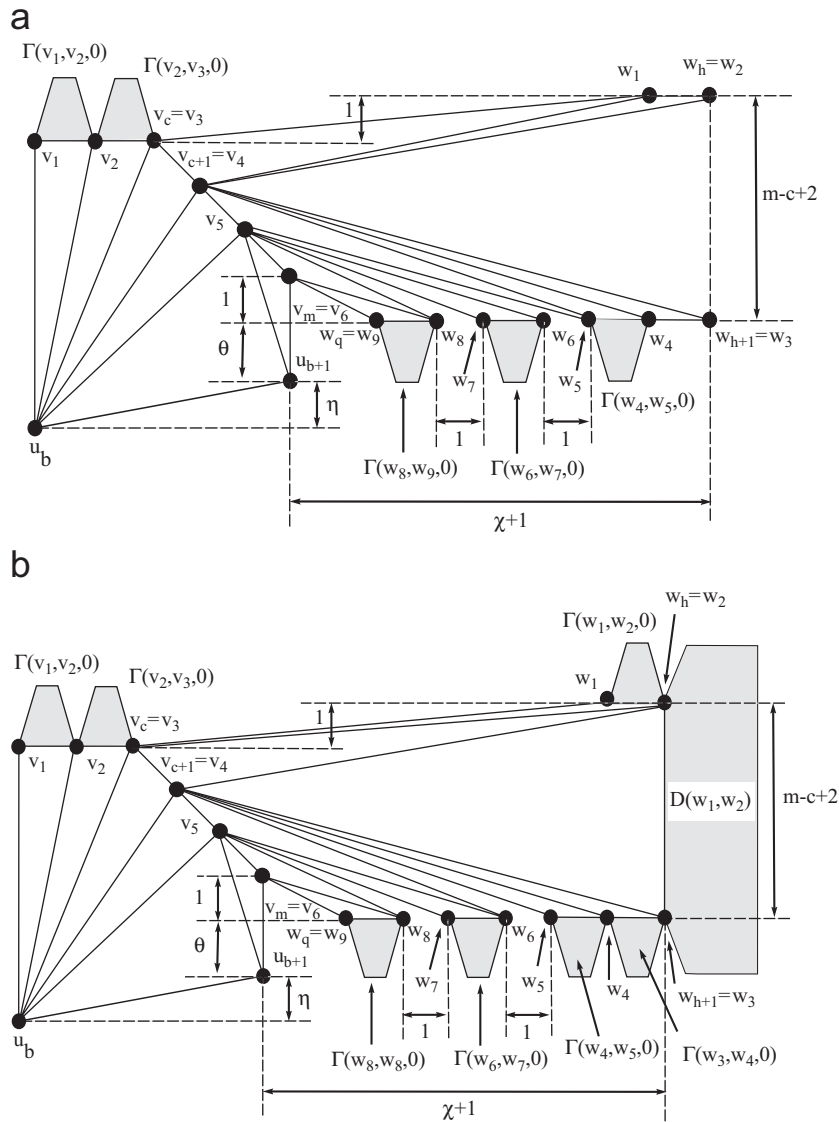 a
Γ(v1,v2,0)
Γ(v2,v3,0)
w1
wh=w2
vc=v3
1
v1
v2
vc+1=v4
m-c+2
v5
1
vm=v6
wq=w9
w8
w7
w6
w5
w4
wh+1=w3
θ
ub+1
η
Γ(w4,w5,0)
ub
1
1
Γ(w8,w9,0)
Γ(w6,w7,0)
χ+1
b
wh=w2
Γ(w1,w2,0)
Γ(v1,v2,0)
Γ(v2,v3,0)
w1
vc=v3
1
v1
v2
vc+1=v4
D(w1,w2)
m-c+2
v5
1
vm=v6
wq=w9
w8
w7
w6
w5
w4
wh+1=w3
θ
ub+1
η
1
1
ub
Γ(w8,w8,0)
Γ(w6,w7,0)
Γ(w4,w5,0)
Γ(w3,w4,0)
χ+1